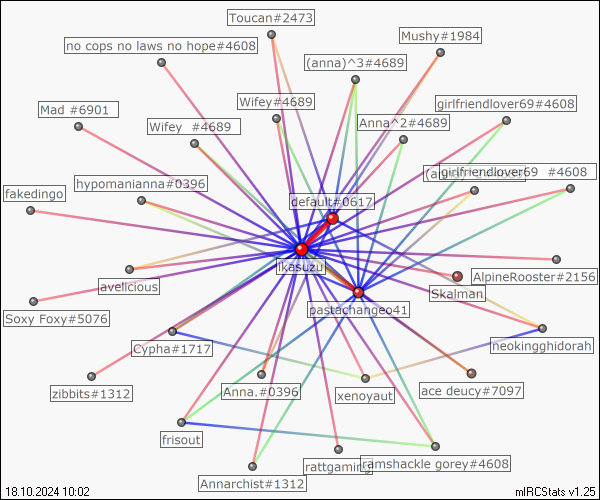 Toucan#2473
Mushy#1984
no cops no laws no hope#4608
(anna)^3#4689
Wifey#4689
girlfriendlover69#4608
Mad #6901
Wifey  #4689
Anna^2#4689
girlfriendlover69  #4608
hypomanianna#0396
fakedingo
default#0617
ikasuzu
AlpineRooster#2156
avelicious
Skalman
pastachangeo41
Soxy Foxy#5076
neokingghidorah
Cypha#1717
zibbits#1312
Anna.#0396
xenoyaut
ace deucy#7097
frisout
ramshackle gorey#4608
rattgaming
Annarchist#1312
18.10.2024 10:02
mIRCStats v1.25